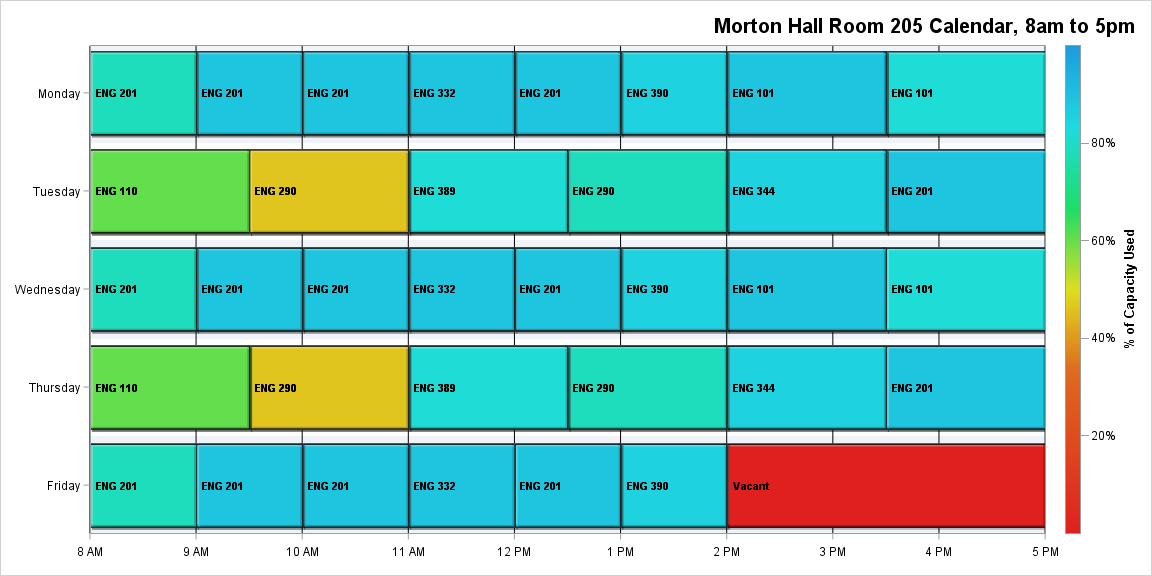 Morton Hall Room 205 Calendar, 8am to 5pm
Monday
ENG 201
ENG 201
ENG 201
ENG 332
ENG 201
ENG 390
ENG 101
ENG 101
Tuesday
ENG 110
ENG 290
ENG 389
ENG 290
ENG 344
ENG 201
Wednesday
ENG 201
ENG 201
ENG 201
ENG 332
ENG 201
ENG 390
ENG 101
ENG 101
Thursday
ENG 110
ENG 290
ENG 389
ENG 290
ENG 344
ENG 201
Friday
ENG 201
ENG 201
ENG 201
ENG 332
ENG 201
ENG 390
Vacant
8 AM
9 AM
10 AM
11 AM
12 PM
1 PM
2 PM
3 PM
4 PM
5 PM
80%
60%
40%
20%
% of Capacity Used